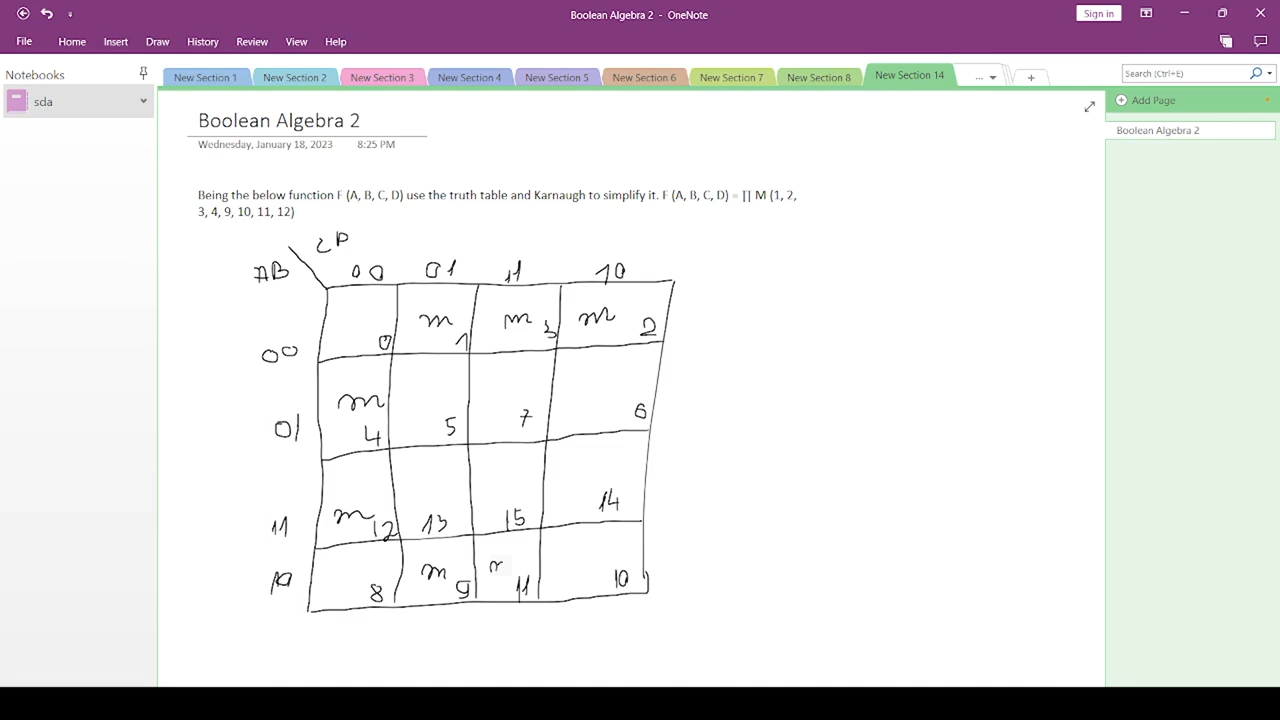 Boolean Algebra 2 - OneNote
Sign in
File Home Insert Draw History Review View Help
Notebooks
New Section 1 New Section 2 New Section 3 New Section 4 New Section 5 New Section 6 New Section 7 New Section 8 New Section 14 ... +
Search (Ctrl+E)
sda
Add Page
Boolean Algebra 2
Boolean Algebra 2
Wednesday, January 18, 2023 8:25 PM
Being the below function F (A, B, C, D) use the truth table and Karnaugh to simplify it. F (A, B, C, D) = ∏ M (1, 2,
3, 4, 9, 10, 11, 12)
CD
AB 00 01 11 10
m m m
00 0 1 3 2
m
01 4 5 7 6
m
11 12 13 15 14
m
10 8 9 11 10